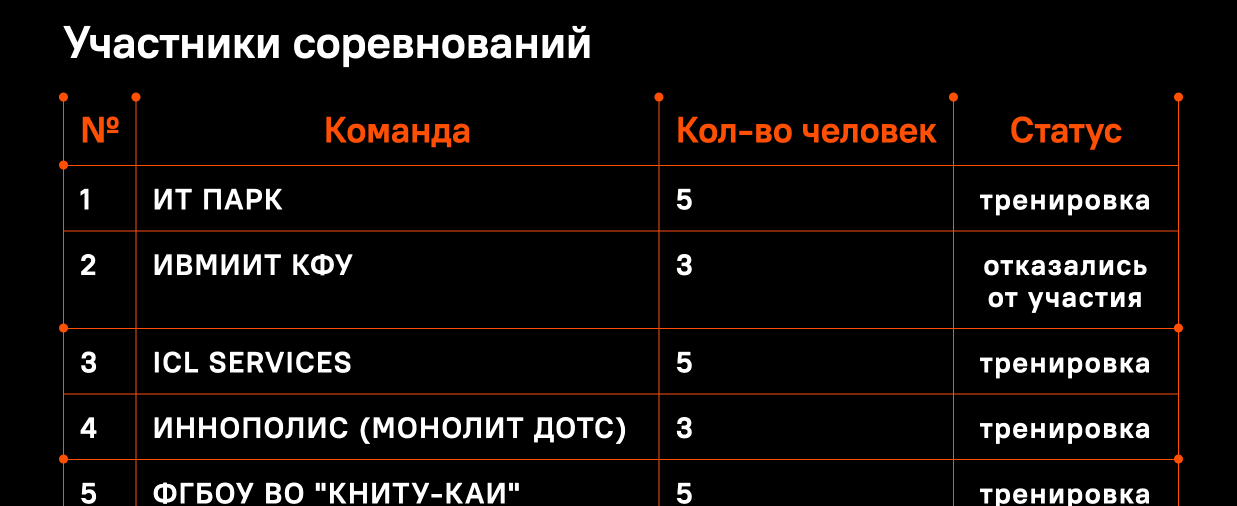 Участники соревнований
№ Команда Кол-во человек Статус
1 ИТ ПАРК 5 тренировка
2 ИВМИИТ КФУ 3 отказались
от участия
3 ICL SERVICES 5 тренировка
4 ИННОПОЛИС (МОНОЛИТ ДОТС) 3 тренировка
5 ФГБОУ ВО "КНИТУ-КАИ" 5 тренировка